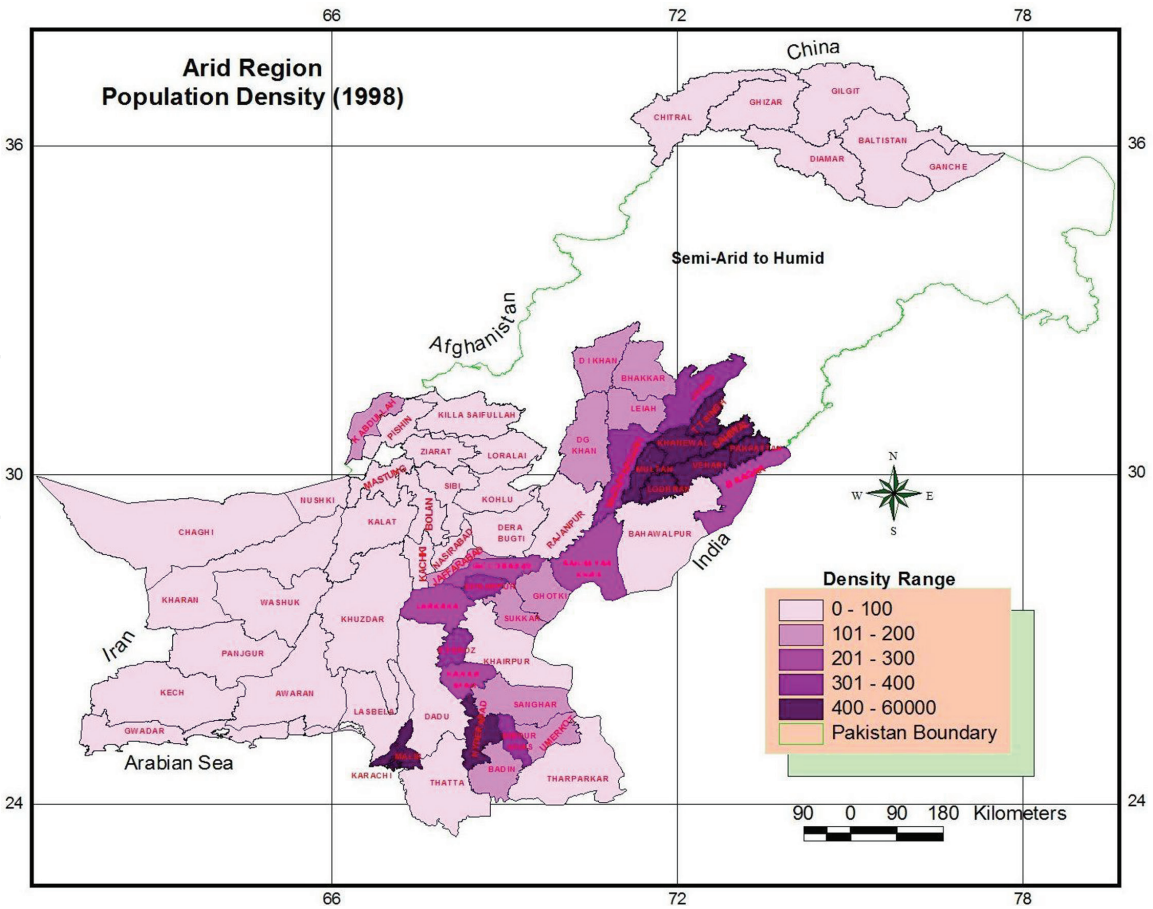 66
72
78
Arid Region
Population Density (1998)
China
GILGIT
GHIZAR
CHITRAL
36
36
BALTISTAN
DIAMAR
GANCHE
Semi-Arid to Humid
Afghanistan
D I KHAN
BHAKKAR
LEIAH
K ABDULLAH
PISHIN
KILLA SAIFULLAH
DG
KHAN
KHANEWAL
PAKPATTAN
ZIARAT
LORALAI
MULTAN
VEHARI
30
30
MASTUNG
SIBI
LODHRAN
NUSHKI
KOHLU
N
W
E
S
CHAGHI
KALAT
BOLAN
DERA
BUGTI
RAJANPUR
BAHAWALPUR
India
NASIRABAD
KACHKI
JAFFARABAD
KHARAN
WASHUK
GHOTKI
SUKKAR
KHUZDAR
Iran
PANJGUR
KHAIRPUR
KECH
AWARAN
SANGHAR
LASBELA
DADU
UMERKOT
GWADAR
Arabian Sea
BADIN
KARACHI
THATTA
THARPARKAR
Density Range
0 - 100
101 - 200
201 - 300
301 - 400
400 - 60000
Pakistan Boundary
24
24
90 0 90 180 Kilometers
66
72
78